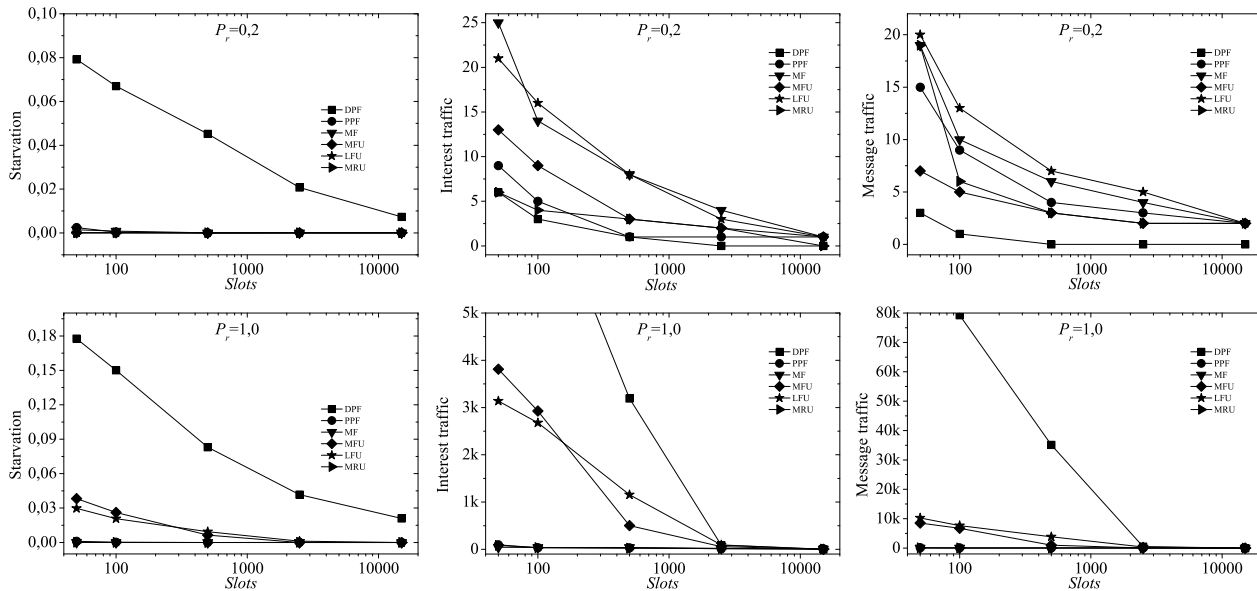 P_r=0,2
Starvation
0,10
0,08
0,06
0,04
0,02
0,00
DPF
PPF
MF
MFU
LFU
MRU
100 1000 10000
Slots
P_r=0,2
Interest traffic
25
20
15
10
5
0
DPF
PPF
MF
MFU
LFU
MRU
100 1000 10000
Slots
P_r=0,2
Message traffic
20
15
10
5
0
DPF
PPF
MF
MFU
LFU
MRU
100 1000 10000
Slots
P_r=1,0
Starvation
0,18
0,15
0,12
0,09
0,06
0,03
0,00
DPF
PPF
MF
MFU
LFU
MRU
100 1000 10000
Slots
P_r=1,0
Interest traffic
5k
4k
3k
2k
1k
0
DPF
PPF
MF
MFU
LFU
MRU
100 1000 10000
Slots
P_r=1,0
Message traffic
80k
70k
60k
50k
40k
30k
20k
10k
0
DPF
PPF
MF
MFU
LFU
MRU
100 1000 10000
Slots